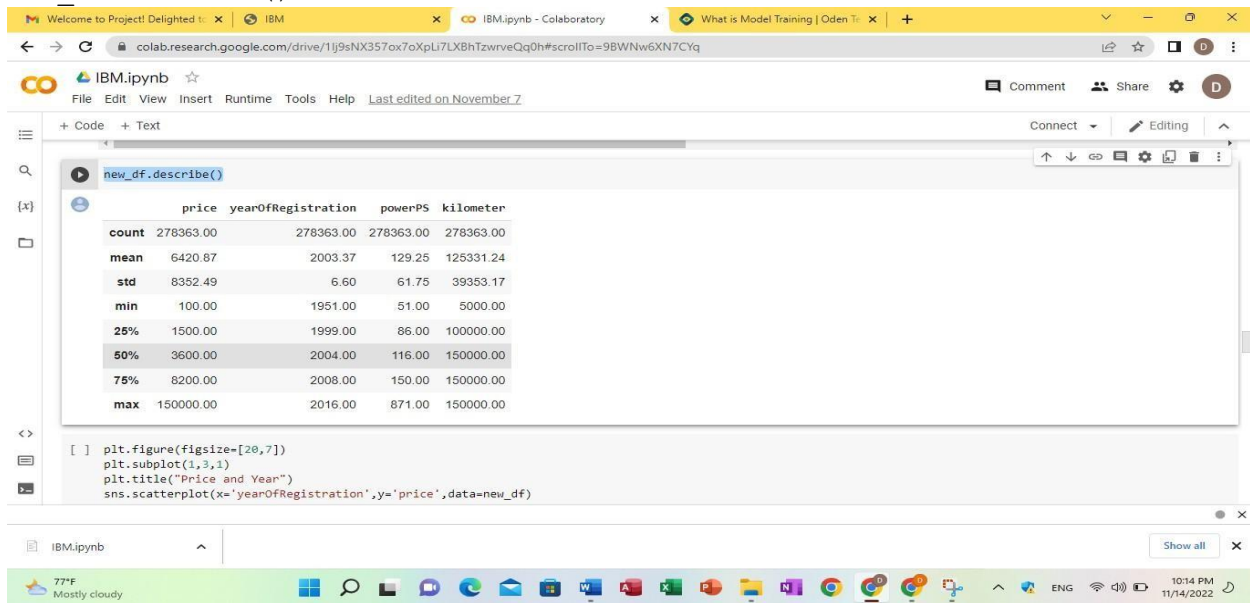 Welcome to Project! Delighted to
IBM
IBM.ipynb - Colaboratory
What is Model Training | Oden Te
colab.research.google.com/drive/1Ij9sNX357ox7oXpLi7LXBhTzwrveQq0h#scrollTo=9BWNw6XN7CYq
D
CO
IBM.ipynb
File Edit View Insert Runtime Tools Help Last edited on November 7
Comment
Share
D
+ Code + Text
Connect
Editing
new_df.describe()
{x}
price yearOfRegistration powerPS kilometer
count 278363.00 278363.00 278363.00 278363.00
mean 6420.87 2003.37 129.25 125331.24
std 8352.49 6.60 61.75 39353.17
min 100.00 1951.00 51.00 5000.00
25% 1500.00 1999.00 86.00 100000.00
50% 3600.00 2004.00 116.00 150000.00
75% 8200.00 2008.00 150.00 150000.00
max 150000.00 2016.00 871.00 150000.00
[ ] plt.figure(figsize=[20,7])
plt.subplot(1,3,1)
plt.title("Price and Year")
sns.scatterplot(x='yearOfRegistration',y='price',data=new_df)
IBM.ipynb
Show all
77°F
Mostly cloudy
ENG
10:14 PM
11/14/2022